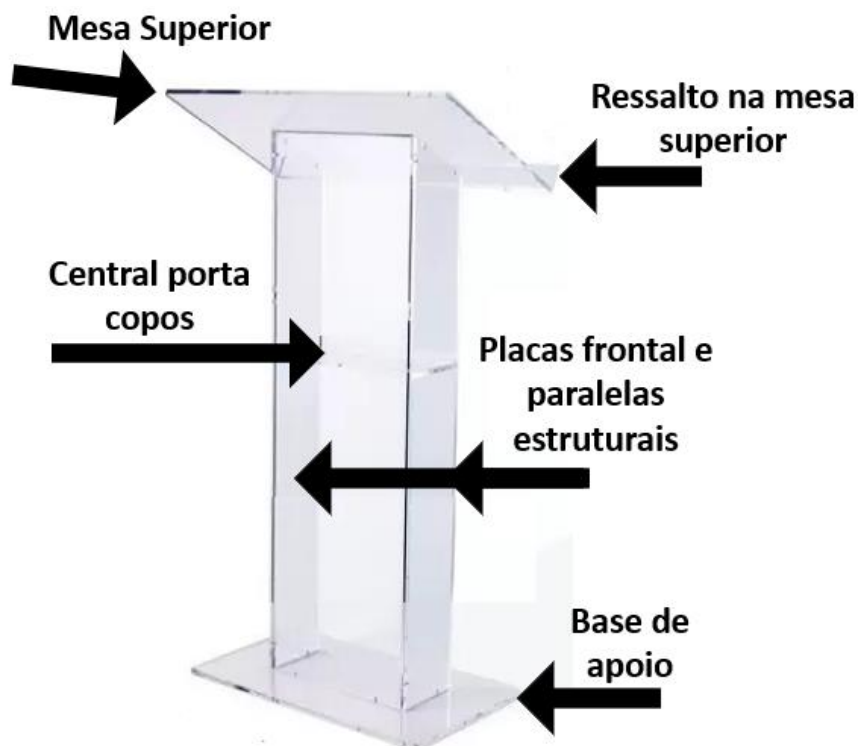 Mesa Superior
Ressalto na mesa
superior
Central porta
copos
Placas frontal e
paralelas
estruturais
Base de
apoio